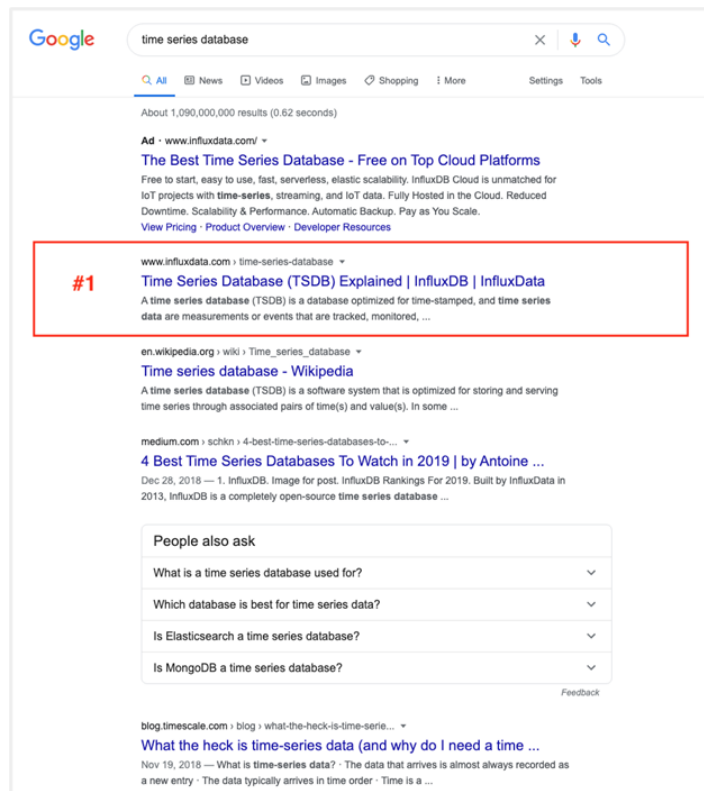 Google
time series database
All News Videos Images Shopping More Settings Tools
About 1,090,000,000 results (0.62 seconds)
Ad · www.influxdata.com/
The Best Time Series Database - Free on Top Cloud Platforms
Free to start, easy to use, fast, serverless, elastic scalability. InfluxDB Cloud is unmatched for
IoT projects with time-series, streaming, and IoT data. Fully Hosted in the Cloud. Reduced
Downtime. Scalability & Performance. Automatic Backup. Pay as You Scale.
View Pricing · Product Overview · Developer Resources
#1
www.influxdata.com › time-series-database
Time Series Database (TSDB) Explained | InfluxDB | InfluxData
A time series database (TSDB) is a database optimized for time-stamped, and time series
data are measurements or events that are tracked, monitored, ...
en.wikipedia.org › wiki › Time_series_database
Time series database - Wikipedia
A time series database (TSDB) is a software system that is optimized for storing and serving
time series through associated pairs of time(s) and value(s). In some ...
medium.com › schkn › 4-best-time-series-databases-to-...
4 Best Time Series Databases To Watch in 2019 | by Antoine ...
Dec 28, 2018 — 1. InfluxDB. Image for post. InfluxDB Rankings For 2019. Built by InfluxData in
2013, InfluxDB is a completely open-source time series database ...
People also ask
What is a time series database used for?
Which database is best for time series data?
Is Elasticsearch a time series database?
Is MongoDB a time series database?
Feedback
blog.timescale.com › blog › what-the-heck-is-time-serie...
What the heck is time-series data (and why do I need a time ...
Nov 19, 2018 — What is time-series data? · The data that arrives is almost always recorded as
a new entry · The data typically arrives in time order · Time is a ...